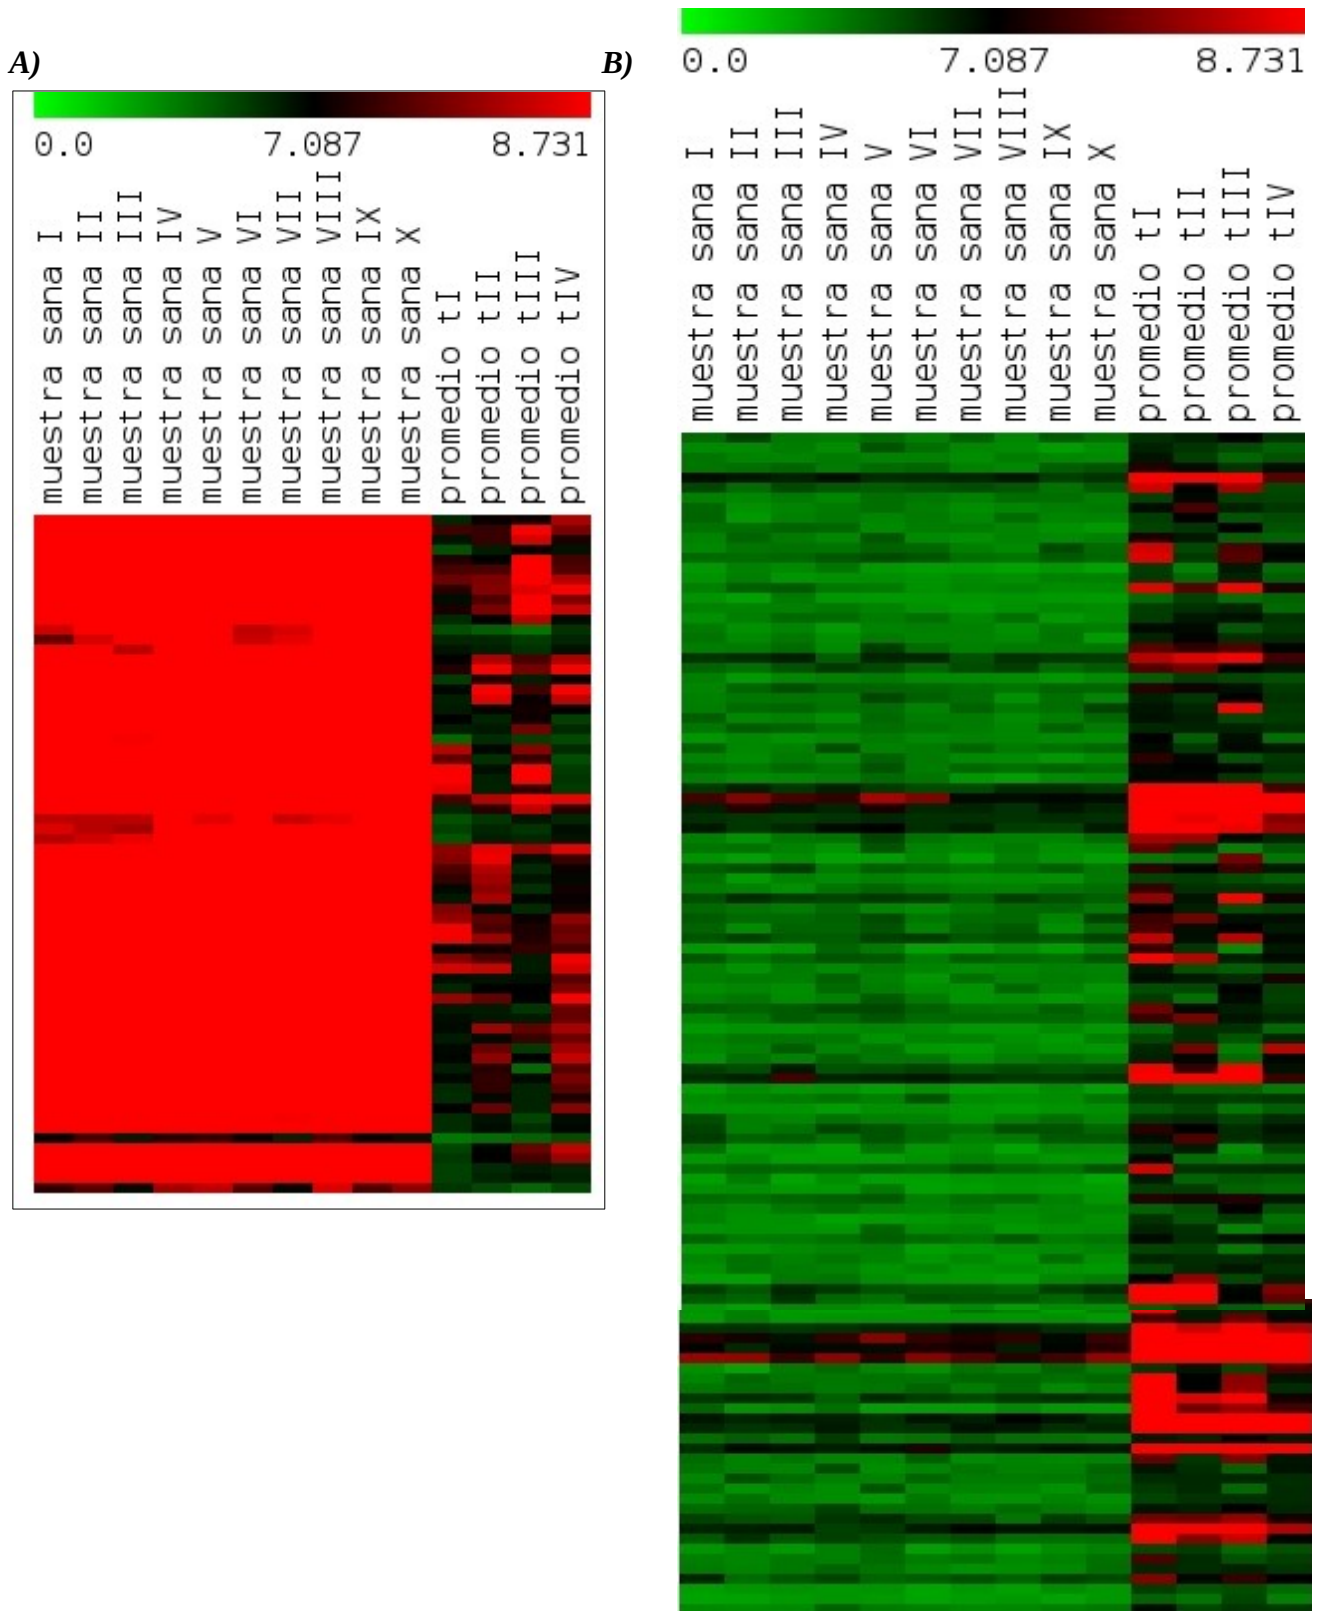 A)
0.0 7.087 8.731
muestra sana I
muestra sana II
muestra sana III
muestra sana IV
muestra sana V
muestra sana VI
muestra sana VII
muestra sana VIII
muestra sana IX
muestra sana X
promedio tI
promedio tII
promedio tIII
promedio tIV
B)
0.0 7.087 8.731
muestra sana I
muestra sana II
muestra sana III
muestra sana IV
muestra sana V
muestra sana VI
muestra sana VII
muestra sana VIII
muestra sana IX
muestra sana X
promedio tI
promedio tII
promedio tIII
promedio tIV